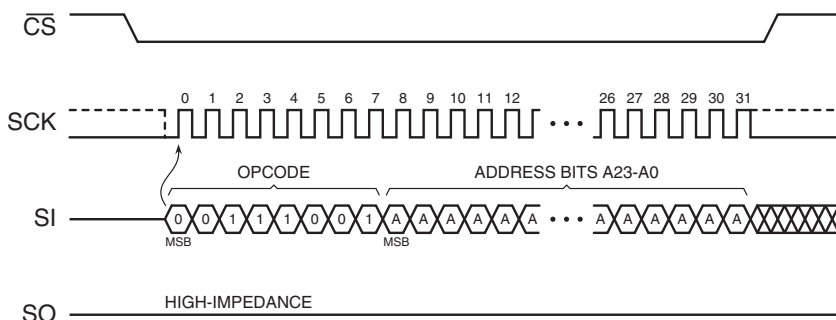 CS
0 1 2 3 4 5 6 7 8 9 10 11 12 26 27 28 29 30 31
SCK
OPCODE ADDRESS BITS A23-A0
SI 0 0 1 1 1 0 0 1 A A A A A A A A A A A A
MSB MSB
HIGH-IMPEDANCE
SO